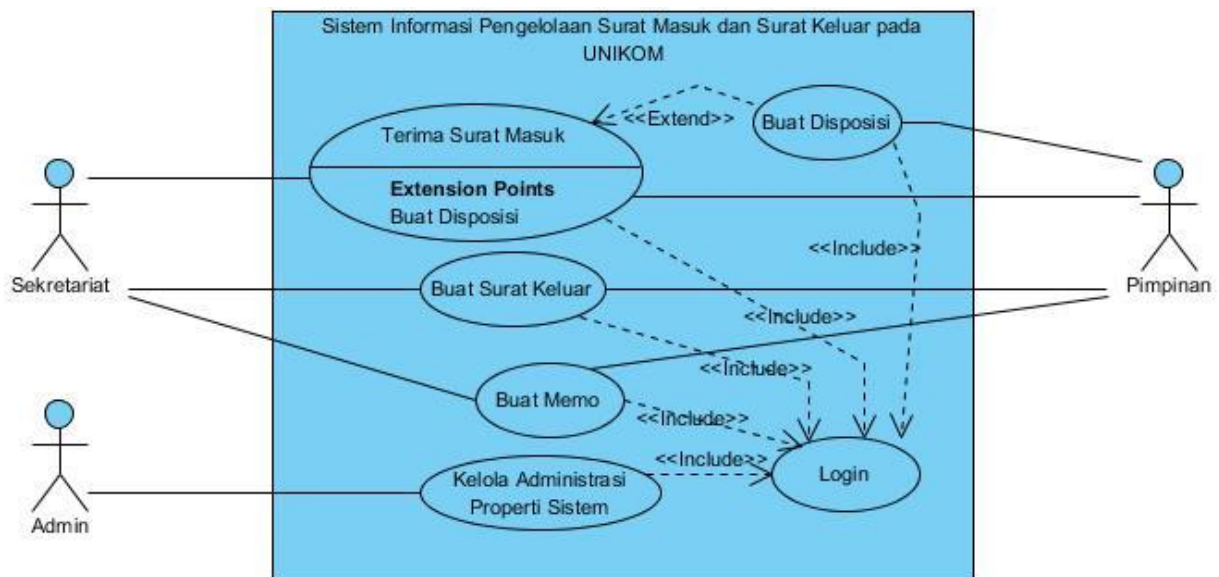 Sistem Informasi Pengelolaan Surat Masuk dan Surat Keluar pada
UNIKOM
<<Extend>>
Buat Disposisi
Terima Surat Masuk
Extension Points
Buat Disposisi
<<Include>>
Sekretariat
Buat Surat Keluar
Pimpinan
<<Include>>
<<Include>>
Buat Memo
<<Include>>
<<Include>>
Kelola Administrasi
Properti Sistem
Login
Admin